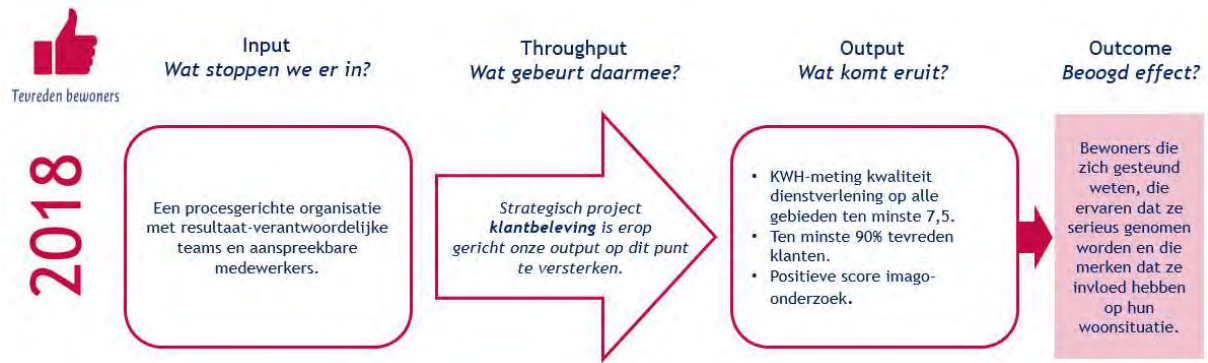 Tevreden bewoners
2018
Input
Wat stoppen we er in?
Een procesgerichte organisatie
met resultaat-verantwoordelijke
teams en aanspreekbare
medewerkers.
Throughput
Wat gebeurt daarmee?
Strategisch project
klantbeleving is erop
gericht onze output op dit punt
te versterken.
Output
Wat komt eruit?
• KWH-meting kwaliteit
dienstverlening op alle
gebieden ten minste 7,5.
• Ten minste 90% tevreden
klanten.
• Positieve score imago-
onderzoek.
Outcome
Beoogd effect?
Bewoners die
zich gesteund
weten, die
ervaren dat ze
serieus genomen
worden en die
merken dat ze
invloed hebben
op hun
woonsituatie.